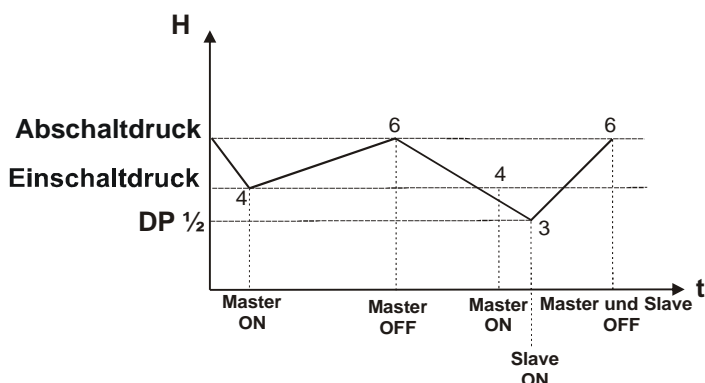 H
Abschaltdruck
6
6
Einschaltdruck
4
4
DP ½
3
t
Master
ON
Master
OFF
Master
ON
Master und Slave
OFF
Slave
ON